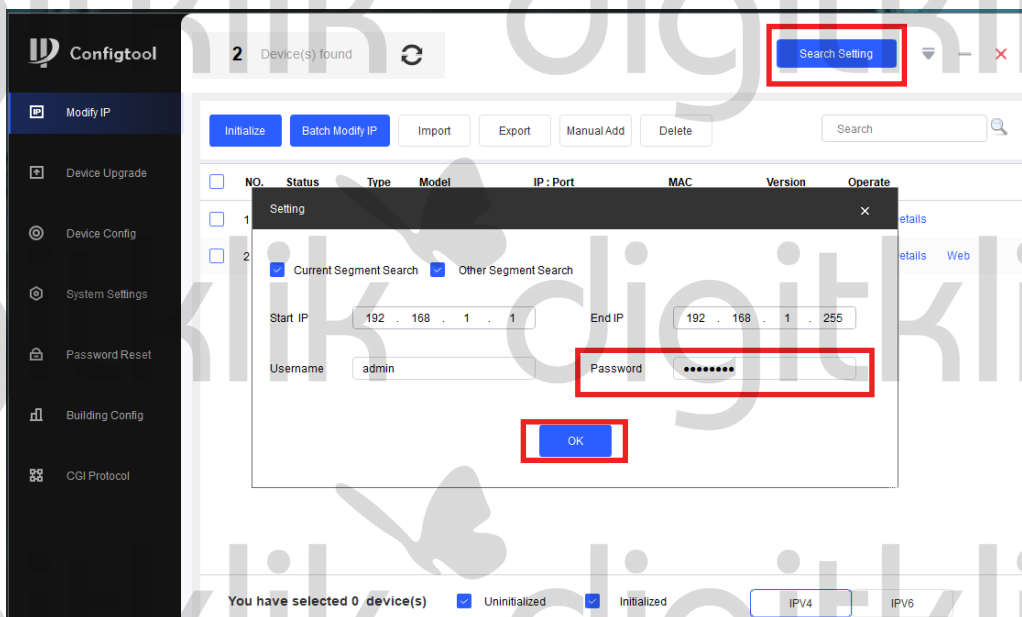 Configtool
2 Device(s) found
Search Setting
Modify IP
Device Upgrade
Device Config
System Settings
Password Reset
Building Config
CGI Protocol
Initialize Batch Modify IP Import Export Manual Add Delete Search
NO. Status Type Model IP : Port MAC Version Operate
1 etails
2 etails Web
Setting
Current Segment Search Other Segment Search
Start IP 192 . 168 . 1 . 1 End IP 192 . 168 . 1 . 255
Username admin Password ••••••••
OK
You have selected 0 device(s) Uninitialized Initialized IPV4 IPV6
digitklik